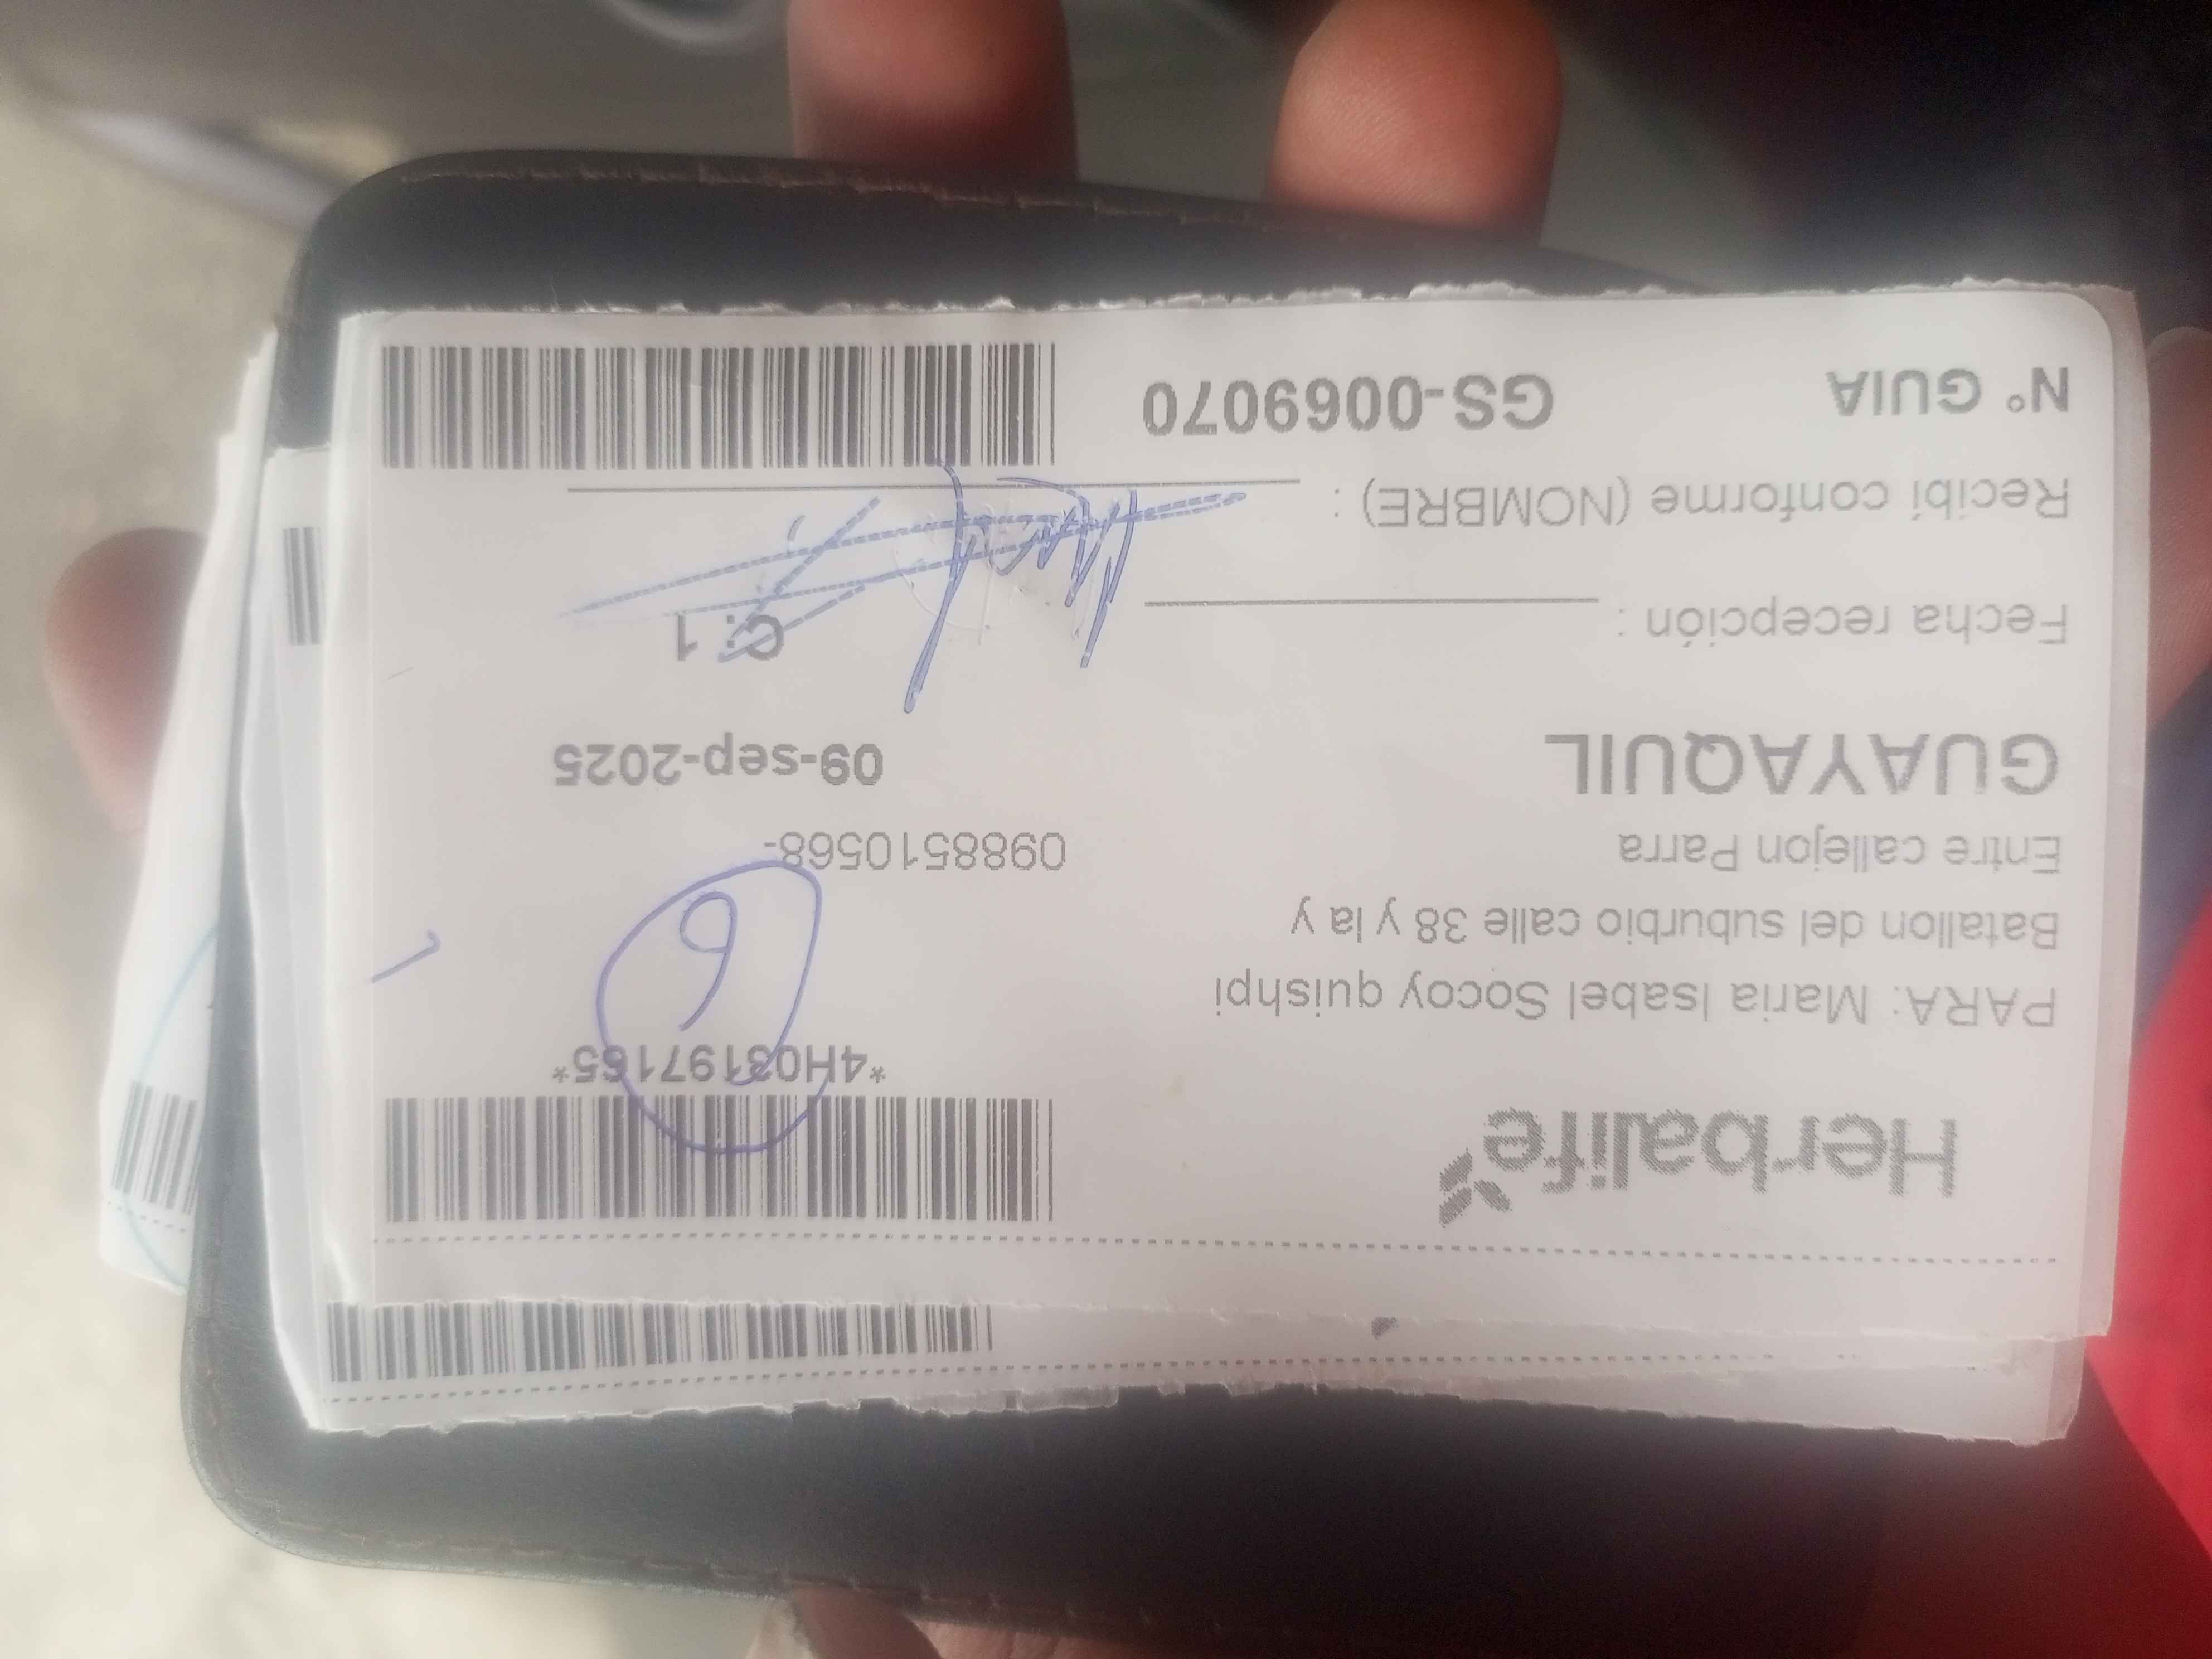 Herbalife
*4H03197165*
PARA: Maria Isabel Socoy quishpi
Batallon del suburbio calle 38 y la y
6
Entre callejon Parra
0988510568-
GUAYAQUIL
09-sep-2025
Fecha recepción :
C: 1
Recibí conforme (NOMBRE) :
N° GUIA GS-0069070